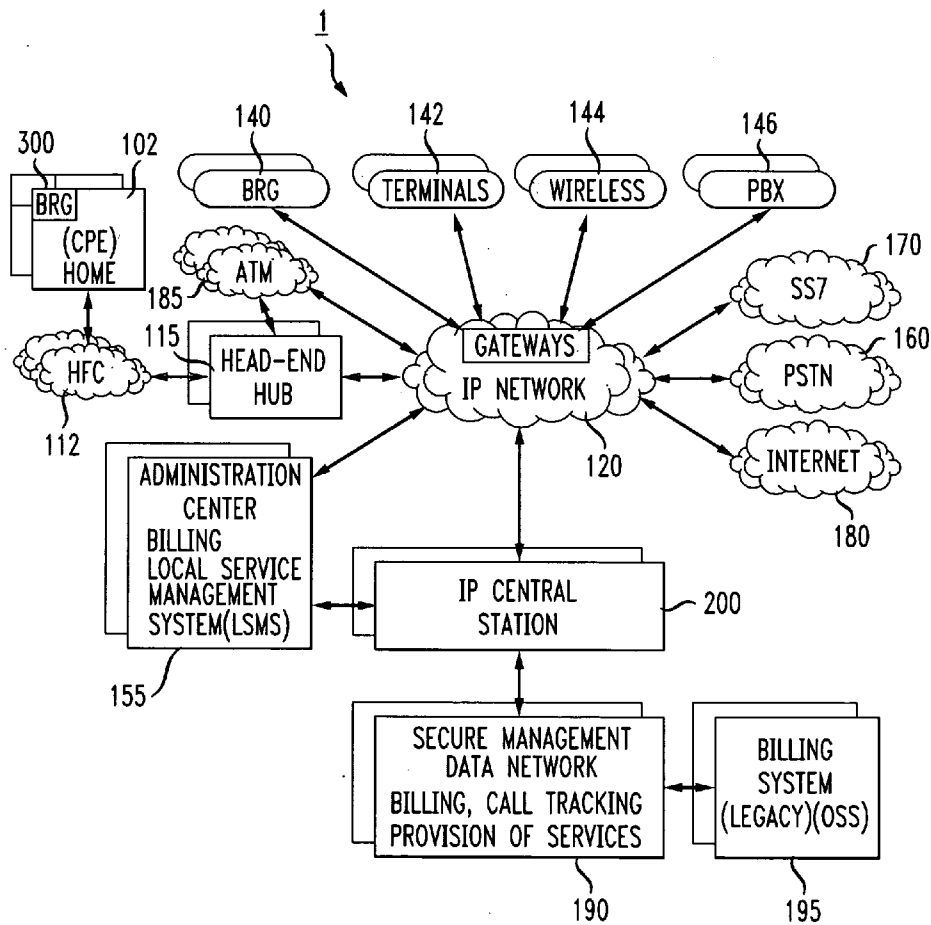 1
140
142
144
146
300
102
BRG
TERMINALS
WIRELESS
PBX
BRG
(CPE)
HOME
170
SS7
ATM
185
115
HEAD-END
HUB
GATEWAYS
IP NETWORK
160
PSTN
HFC
112
120
INTERNET
180
ADMINISTRATION
CENTER
BILLING
LOCAL SERVICE
MANAGEMENT
SYSTEM(LSMS)
155
IP CENTRAL
STATION
200
SECURE MANAGEMENT
DATA NETWORK
BILLING, CALL TRACKING
PROVISION OF SERVICES
190
BILLING
SYSTEM
(LEGACY)(OSS)
195